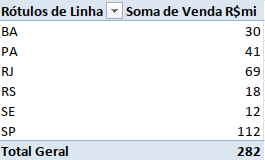 Rótulos de Linha Soma de Venda R$mi
BA 30
PA 41
RJ 69
RS 18
SE 12
SP 112
Total Geral 282